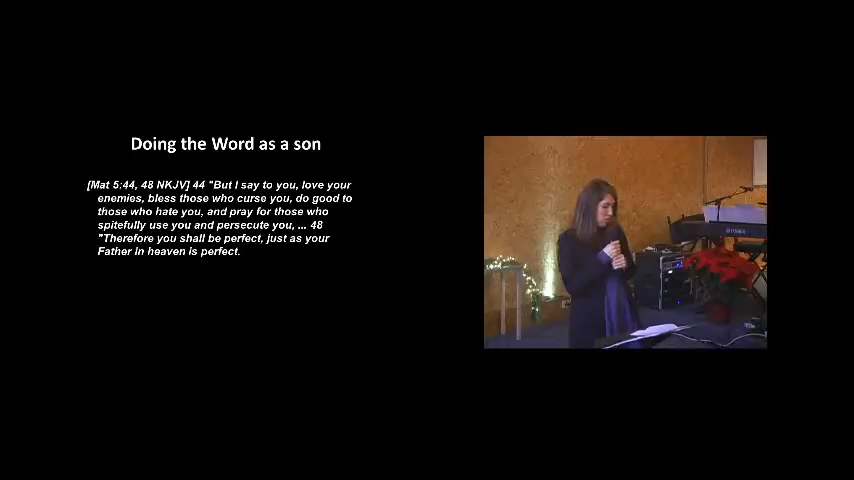 Doing the Word as a son
[Mat 5:44, 48 NKJV] 44 "But I say to you, love your
enemies, bless those who curse you, do good to
those who hate you, and pray for those who
spitefully use you and persecute you, ... 48
"Therefore you shall be perfect, just as your
Father in heaven is perfect.